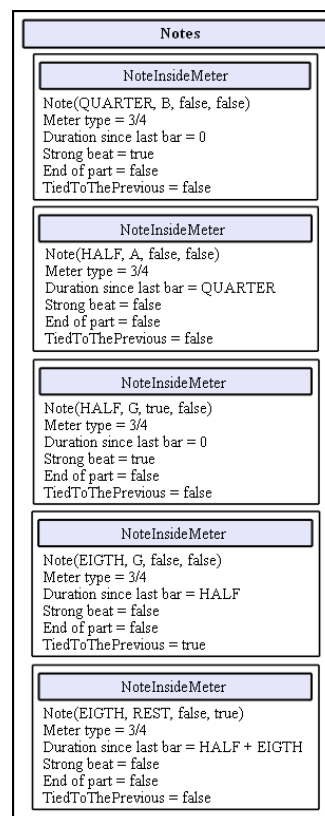 Notes
NoteInsideMeter
Note(QUARTER, B, false, false)
Meter type = 3/4
Duration since last bar = 0
Strong beat = true
End of part = false
TiedToThePrevious = false
NoteInsideMeter
Note(HALF, A, false, false)
Meter type = 3/4
Duration since last bar = QUARTER
Strong beat = false
End of part = false
TiedToThePrevious = false
NoteInsideMeter
Note(HALF, G, true, false)
Meter type = 3/4
Duration since last bar = 0
Strong beat = true
End of part = false
TiedToThePrevious = false
NoteInsideMeter
Note(EIGTH, G, false, false)
Meter type = 3/4
Duration since last bar = HALF
Strong beat = false
End of part = false
TiedToThePrevious = true
NoteInsideMeter
Note(EIGTH, REST, false, true)
Meter type = 3/4
Duration since last bar = HALF + EIGTH
Strong beat = false
End of part = false
TiedToThePrevious = false